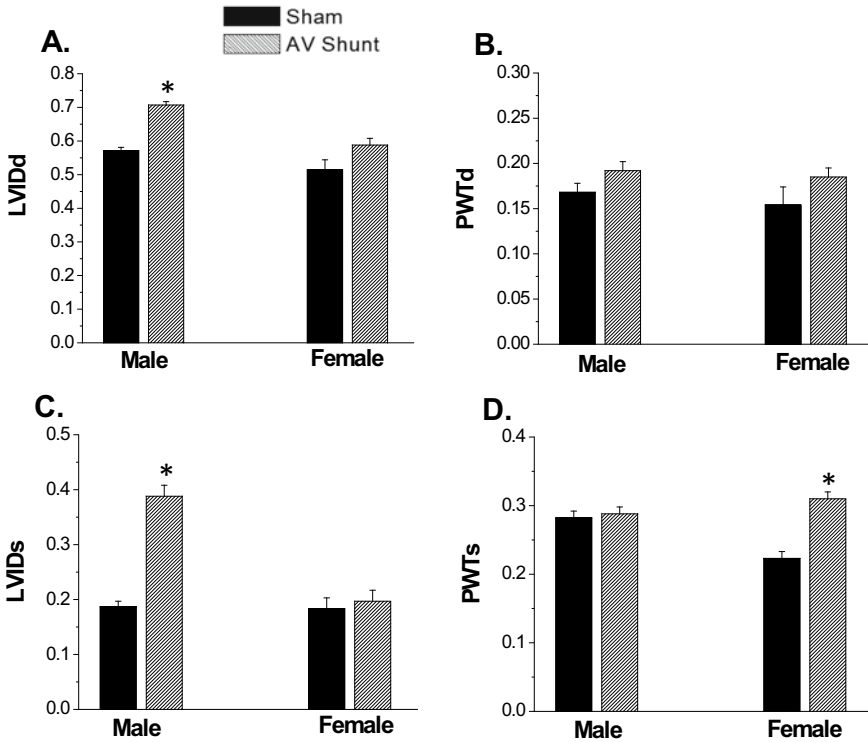 Sham
AV Shunt
A.
0.8
0.7
0.6
0.5
0.4
0.3
0.2
0.1
0.0
LVIDd
*
Male Female
B.
0.30
0.25
0.20
0.15
0.10
0.05
0.00
PWTd
Male Female
C.
0.5
0.4
0.3
0.2
0.1
0.0
LVIDs
*
Male Female
D.
0.4
0.3
0.2
0.1
0.0
PWTs
*
Male Female